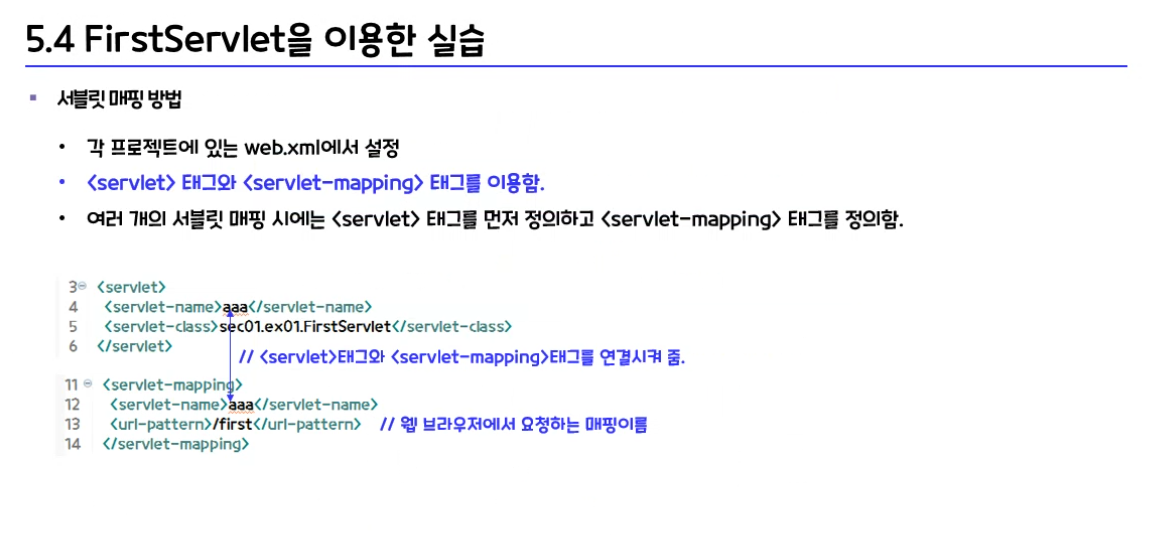 5.4 FirstServlet을 이용한 실습
▪ 서블릿 매핑 방법
• 각 프로젝트에 있는 web.xml에서 설정
• <servlet> 태그와 <servlet-mapping> 태그를 이용함.
• 여러 개의 서블릿 매핑 시에는 <servlet> 태그를 먼저 정의하고 <servlet-mapping> 태그를 정의함.
3 <servlet>
4 <servlet-name>aaa</servlet-name>
5 <servlet-class>sec01.ex01.FirstServlet</servlet-class>
6 </servlet>
// <servlet>태그와 <servlet-mapping>태그를 연결시켜 줌.
11 <servlet-mapping>
12 <servlet-name>aaa</servlet-name>
13 <url-pattern>/first</url-pattern> // 웹 브라우저에서 요청하는 매핑이름
14 </servlet-mapping>